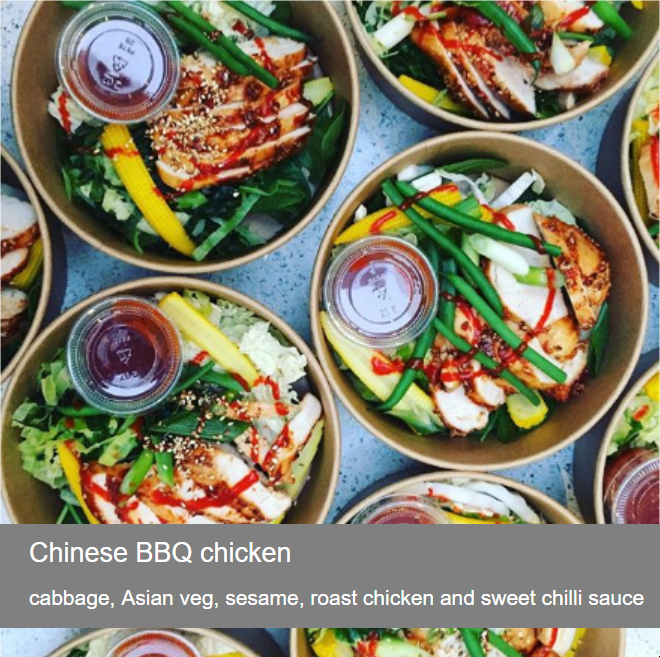 Chinese BBQ chicken
cabbage, Asian veg, sesame, roast chicken and sweet chilli sauce